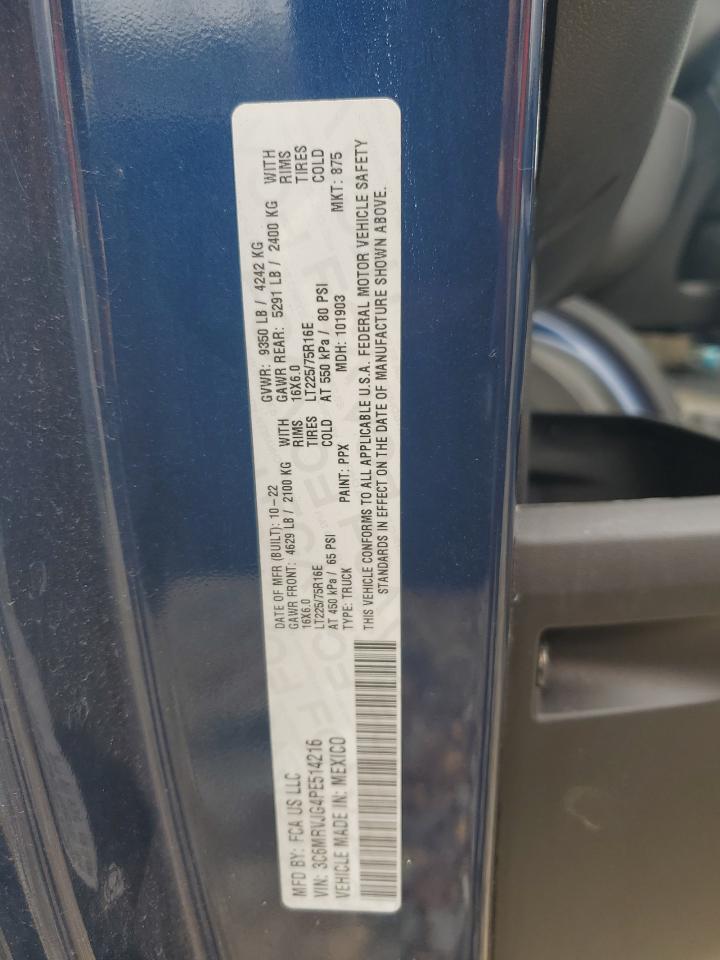 MFD BY: FCA US LLC
VIN: 3C6MRVJG4PE514216
VEHICLE MADE IN: MEXICO
DATE OF MFR (BUILT): 10-22 GVWR: 9350 LB / 4242 KG
GAWR FRONT: 4629 LB / 2100 KG WITH GAWR REAR: 5291 LB / 2400 KG WITH
16X6.0 RIMS 16X6.0 RIMS
LT225/75R16E TIRES LT225/75R16E TIRES
AT 450 kPa / 65 PSI COLD AT 550 kPa / 80 PSI COLD
TYPE: TRUCK PAINT: PPX MDH: 101903 MKT: 875
THIS VEHICLE CONFORMS TO ALL APPLICABLE U.S.A. FEDERAL MOTOR VEHICLE SAFETY
STANDARDS IN EFFECT ON THE DATE OF MANUFACTURE SHOWN ABOVE.